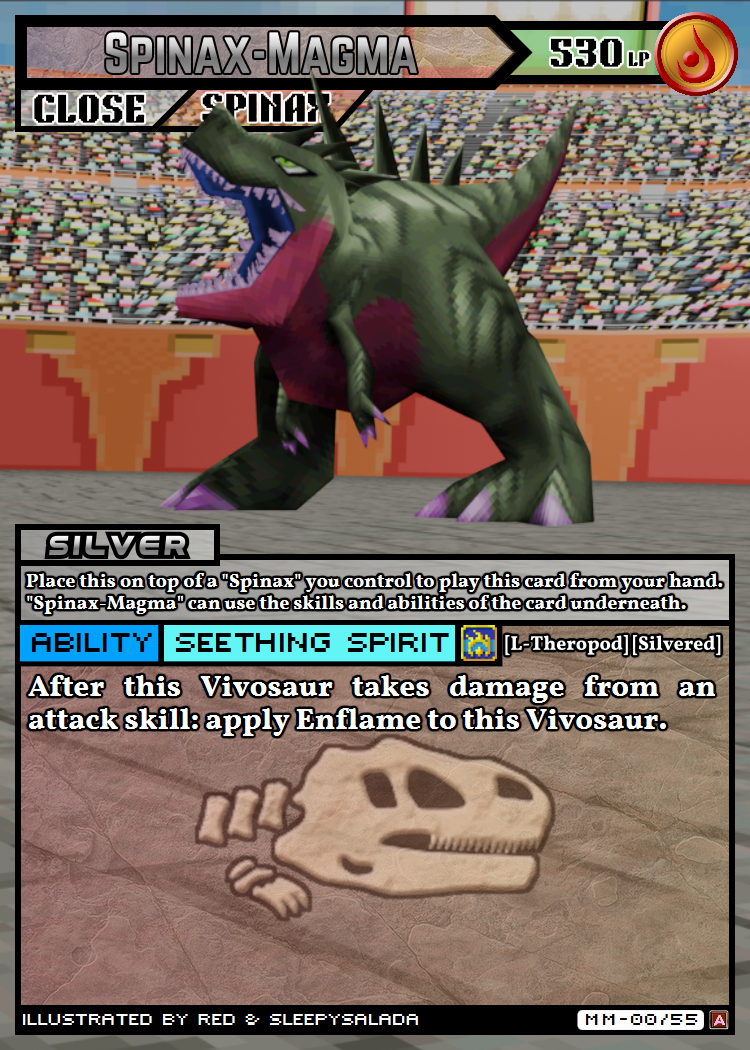 SPINAX-MAGMA
530 LP
CLOSE
SPINAX
SILVER
Place this on top of a "Spinax" you control to play this card from your hand.
"Spinax-Magma" can use the skills and abilities of the card underneath.
ABILITY
SEETHING SPIRIT
[L-Theropod][Silvered]
After this Vivosaur takes damage from an
attack skill: apply Enflame to this Vivosaur.
ILLUSTRATED BY RED & SLEEPYSALADA
MM-00/55
A